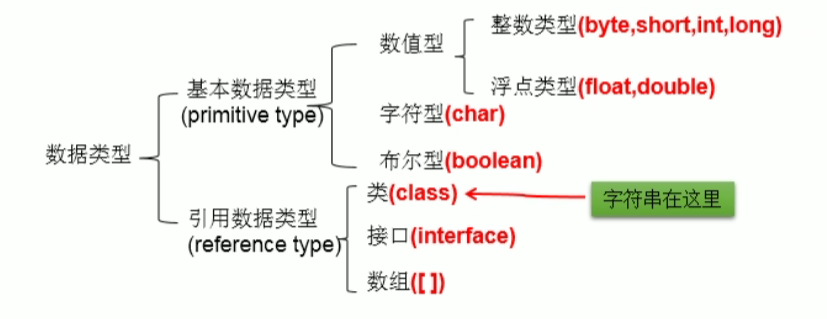 数据类型
基本数据类型
(primitive type)
数值型
整数类型(byte,short,int,long)
浮点类型(float,double)
字符型(char)
布尔型(boolean)
引用数据类型
(reference type)
类(class)
字符串在这里
接口(interface)
数组([ ])